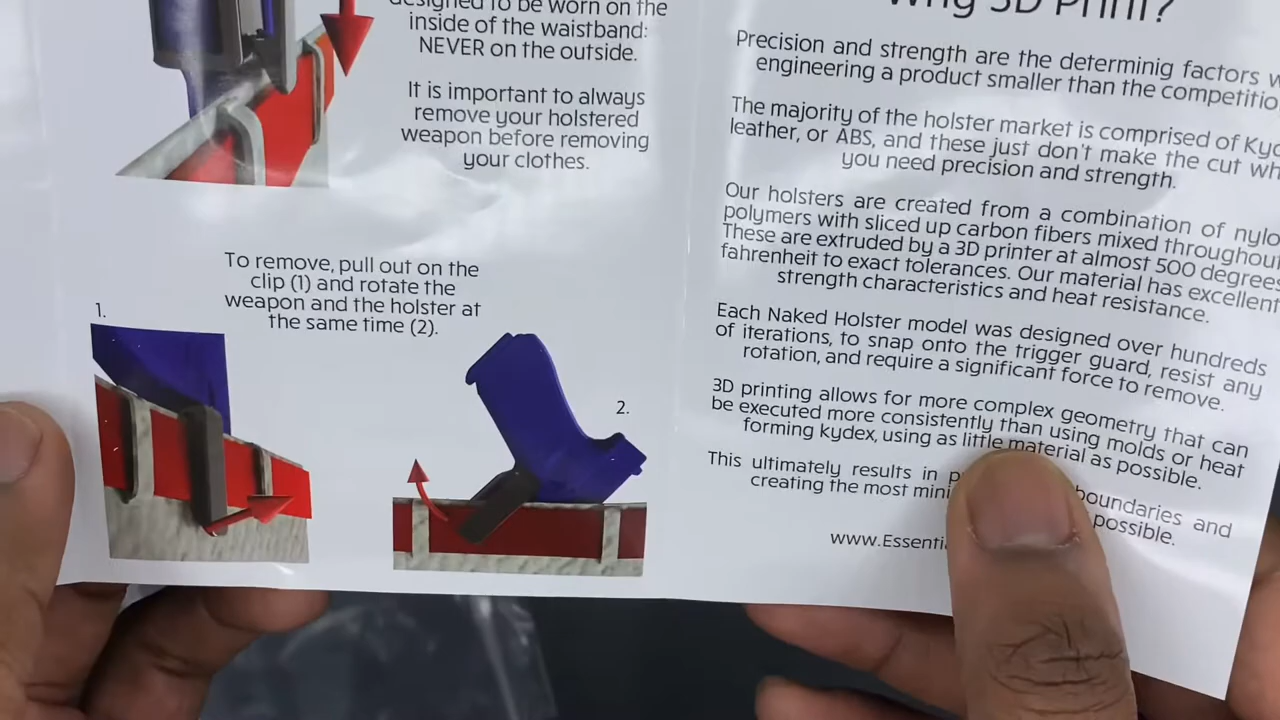 designed to be worn on the
inside of the waistband:
NEVER on the outside.
It is important to always
remove your holstered
weapon before removing
your clothes.
To remove, pull out on the
clip (1) and rotate the
weapon and the holster at
the same time (2).
1.
2.
Why 3D Print?
Precision and strength are the determinig factors
engineering a product smaller than the
The majority of the holster market is comprised of
leather, or ABS, and these just don't make the cut
you need precision and strength.
Our holsters are created from a combination of
polymers with sliced up carbon fibers mixed throughout
These are extruded by a 3D printer at almost 500 degrees
fahrenheit to exact tolerances. Our material has excellent
strength characteristics and heat resistance.
Each Naked Holster model was designed over hundreds
of iterations, to snap onto the trigger guard, resist any
rotation, and require a significant force to remove.
3D printing allows for more complex geometry that can
be executed more consistently than using molds or heat
forming kydex, using as little material as possible.
This ultimately results in boundaries and
creating the most possible.